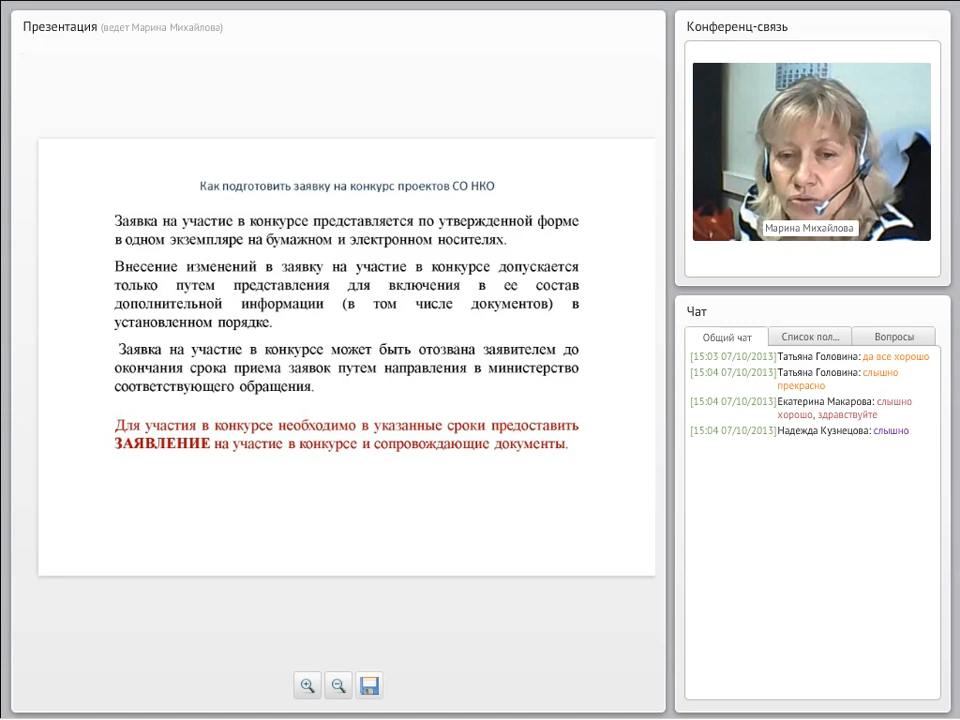 Презентация (ведет Марина Михайлова)
Как подготовить заявку на конкурс проектов СО НКО
Заявка на участие в конкурсе представляется по утвержденной форме
в одном экземпляре на бумажном и электронном носителях.
Внесение изменений в заявку на участие в конкурсе допускается
только путем представления для включения в ее состав
дополнительной информации (в том числе документов) в
установленном порядке.
Заявка на участие в конкурсе может быть отозвана заявителем до
окончания срока приема заявок путем направления в министерство
соответствующего обращения.
Для участия в конкурсе необходимо в указанные сроки предоставить
ЗАЯВЛЕНИЕ на участие в конкурсе и сопровождающие документы.
Конференц-связь
Марина Михайлова
Чат
Общий чат Список пол... Вопросы
[15:03 07/10/2013]Татьяна Головина: да все хорошо
[15:04 07/10/2013]Татьяна Головина: слышно
прекрасно
[15:04 07/10/2013]Екатерина Макарова: слышно
хорошо, здравствуйте
[15:04 07/10/2013]Надежда Кузнецова: слышно